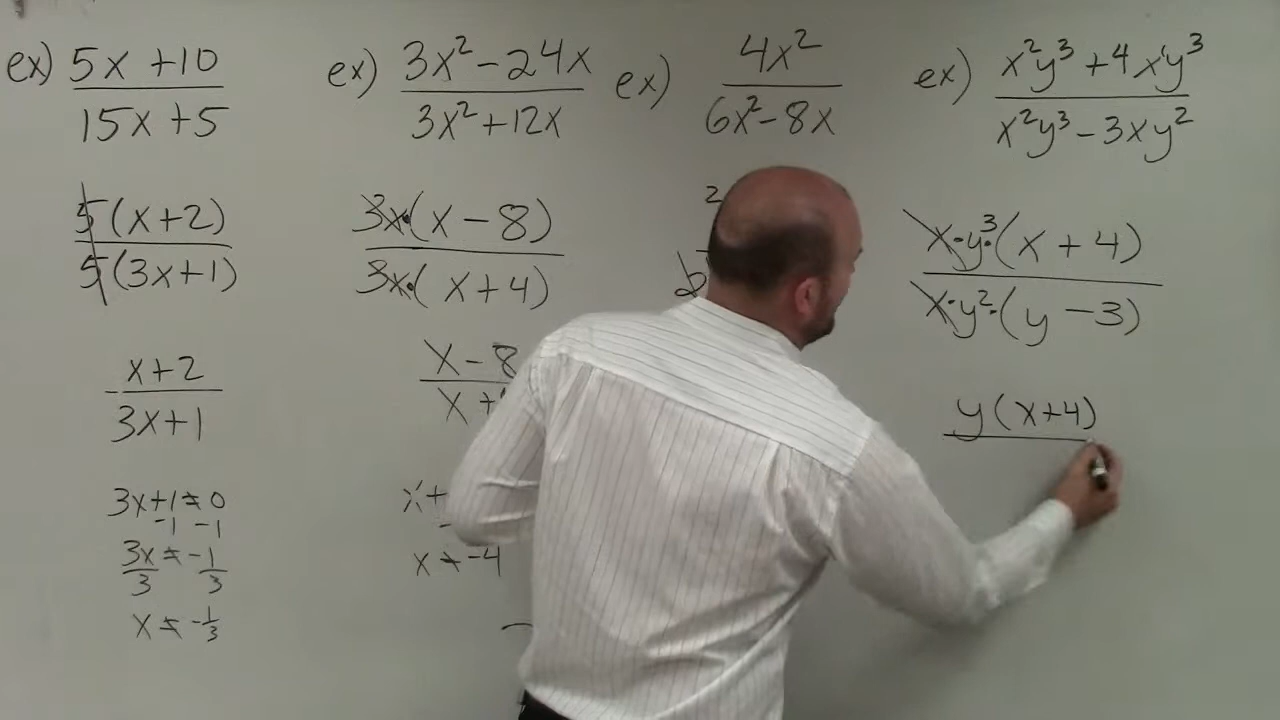 ex) 5x + 10
15x + 5
5(x + 2)
5(3x + 1)
x + 2
3x + 1
3x + 1 ≠ 0
-1 -1
3x ≠ -1
3 3
x ≠ -1/3
ex) 3x² - 24x
3x² + 12x
3x·(x - 8)
3x·(x + 4)
x - 8
x +
x +
x ≠ -4
ex) 4x²
6x² - 8x
2
ex) x²y³ + 4x¹y³
x²y³ - 3xy²
x·y³·(x + 4)
x·y²·(y - 3)
y(x+4)